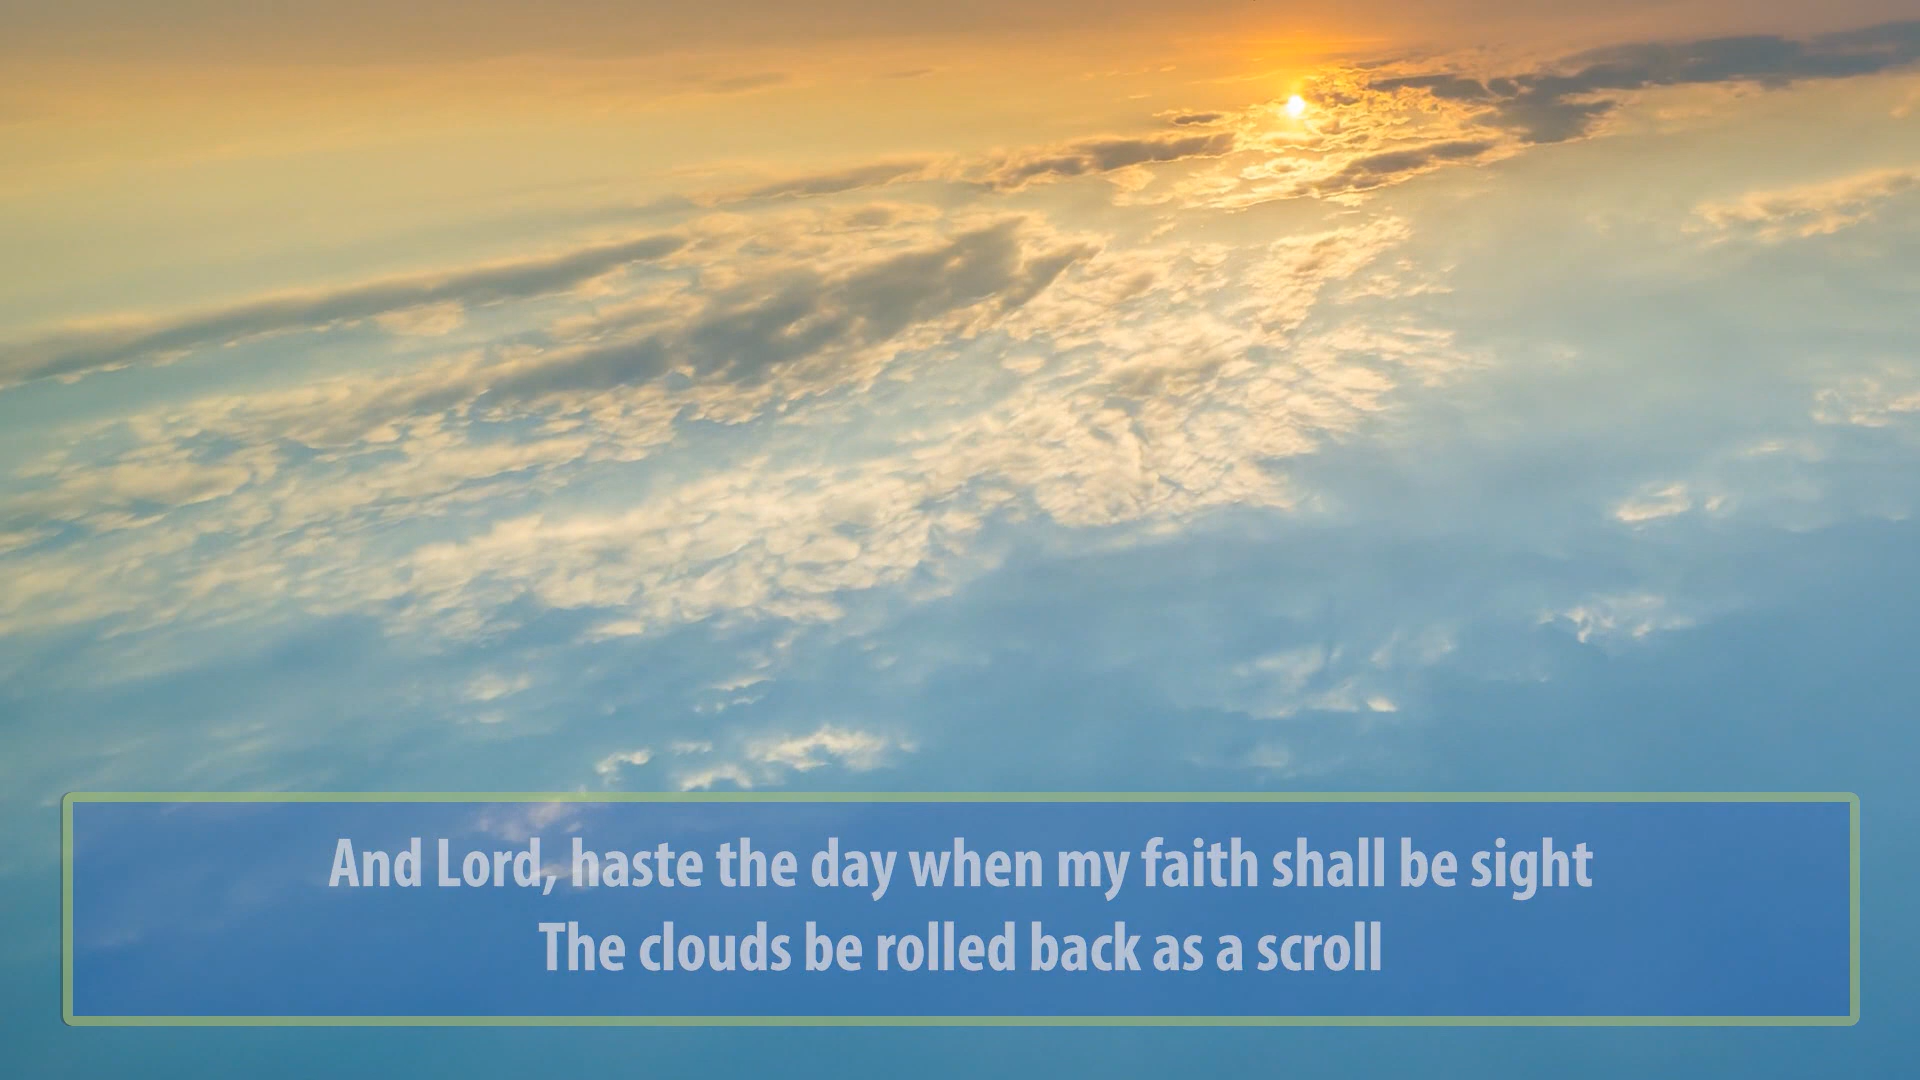 And Lord, haste the day when my faith shall be sight
The clouds be rolled back as a scroll